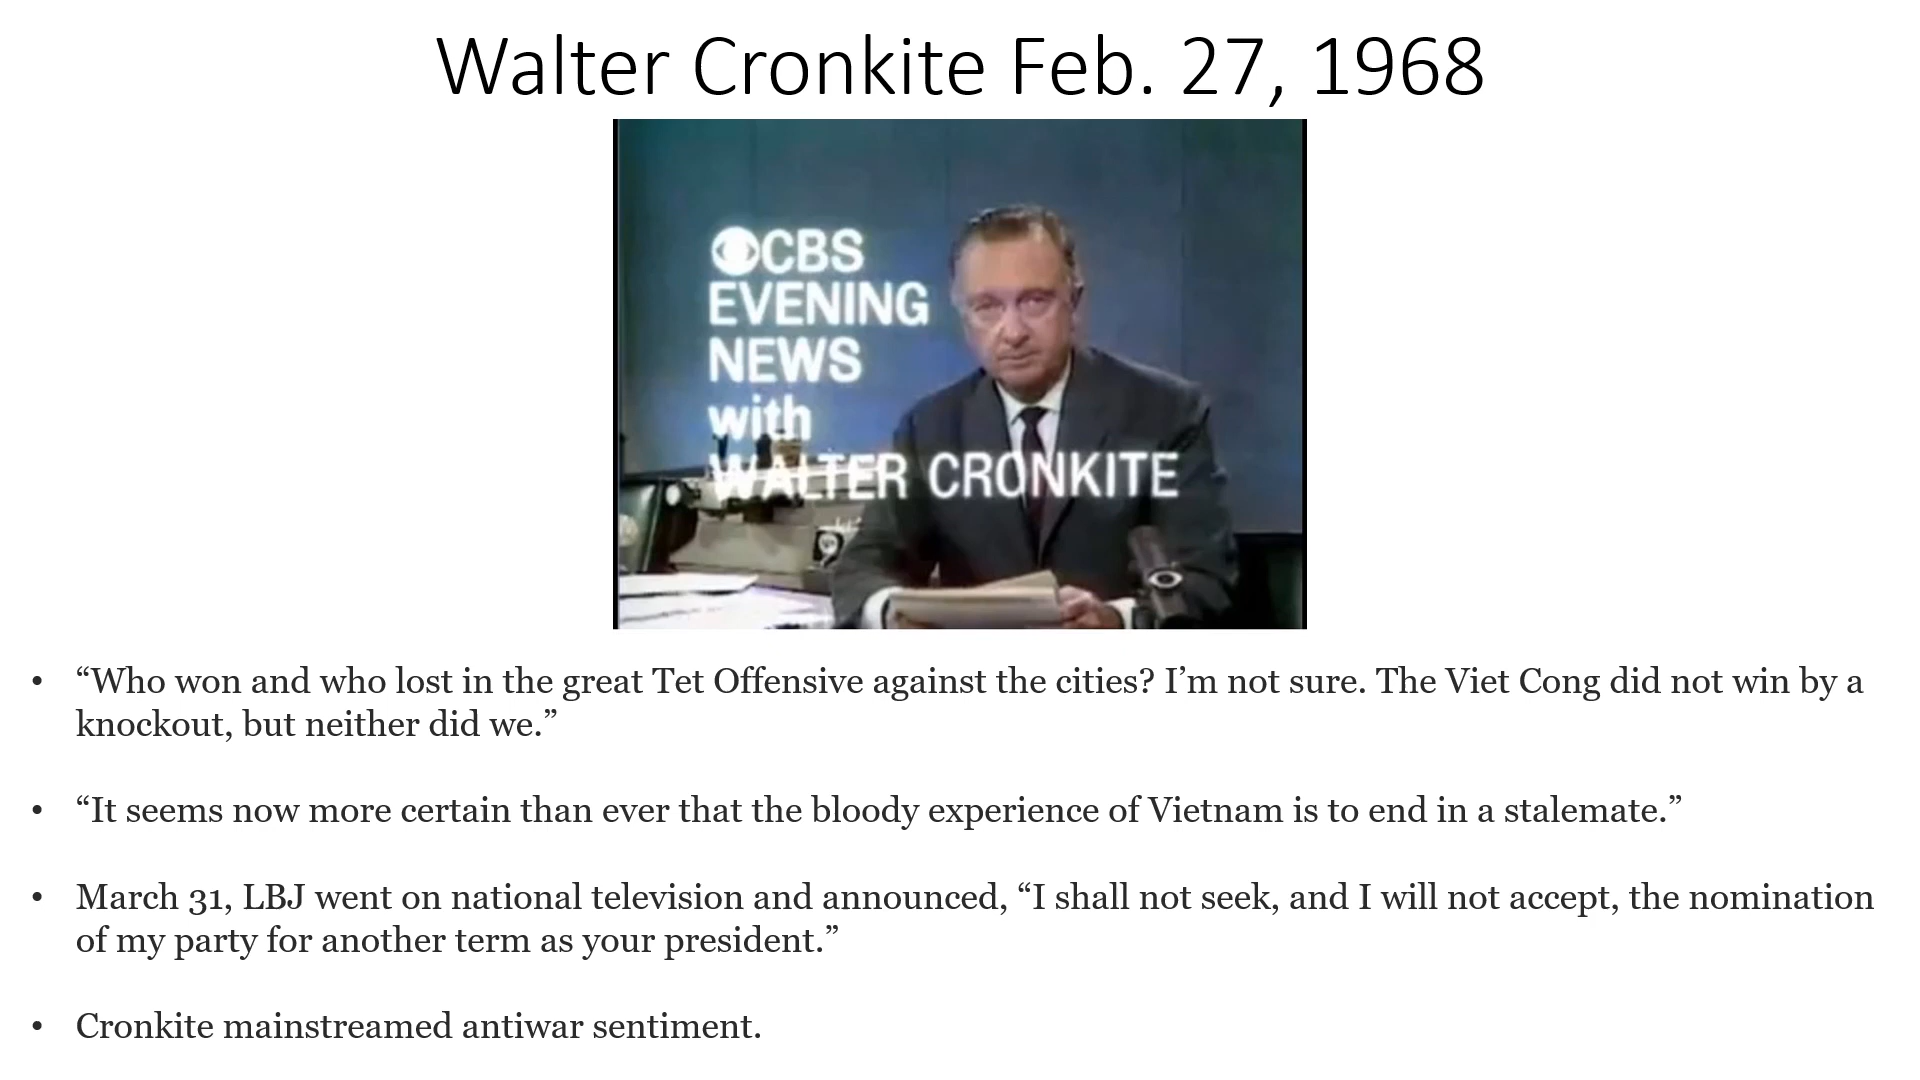 Walter Cronkite Feb. 27, 1968
CBS
EVENING
NEWS
with
WALTER CRONKITE
• “Who won and who lost in the great Tet Offensive against the cities? I’m not sure. The Viet Cong did not win by a
knockout, but neither did we.”
• “It seems now more certain than ever that the bloody experience of Vietnam is to end in a stalemate.”
• March 31, LBJ went on national television and announced, “I shall not seek, and I will not accept, the nomination
of my party for another term as your president.”
• Cronkite mainstreamed antiwar sentiment.